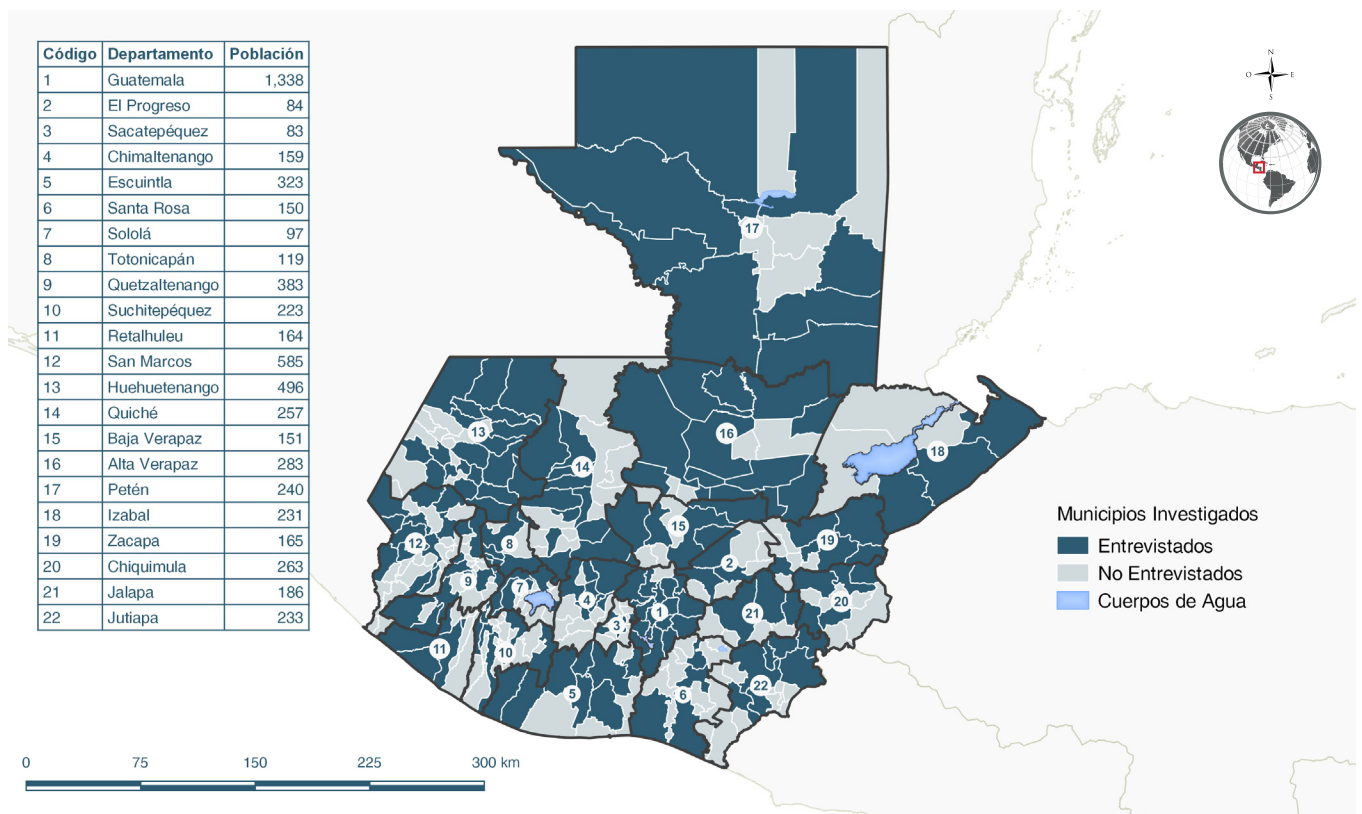 Código Departamento Población
1 Guatemala 1,338
2 El Progreso 84
3 Sacatepéquez 83
4 Chimaltenango 159
5 Escuintla 323
6 Santa Rosa 150
7 Sololá 97
8 Totonicapán 119
9 Quetzaltenango 383
10 Suchitepéquez 223
11 Retalhuleu 164
12 San Marcos 585
13 Huehuetenango 496
14 Quiché 257
15 Baja Verapaz 151
16 Alta Verapaz 283
17 Petén 240
18 Izabal 231
19 Zacapa 165
20 Chiquimula 263
21 Jalapa 186
22 Jutiapa 233
N
O E
S
17
13
16
18
14
15
12
8
19
2
9
7
4
20
1
21
3
11
10
22
5
6
Municipios Investigados
Entrevistados
No Entrevistados
Cuerpos de Agua
0 75 150 225 300 km